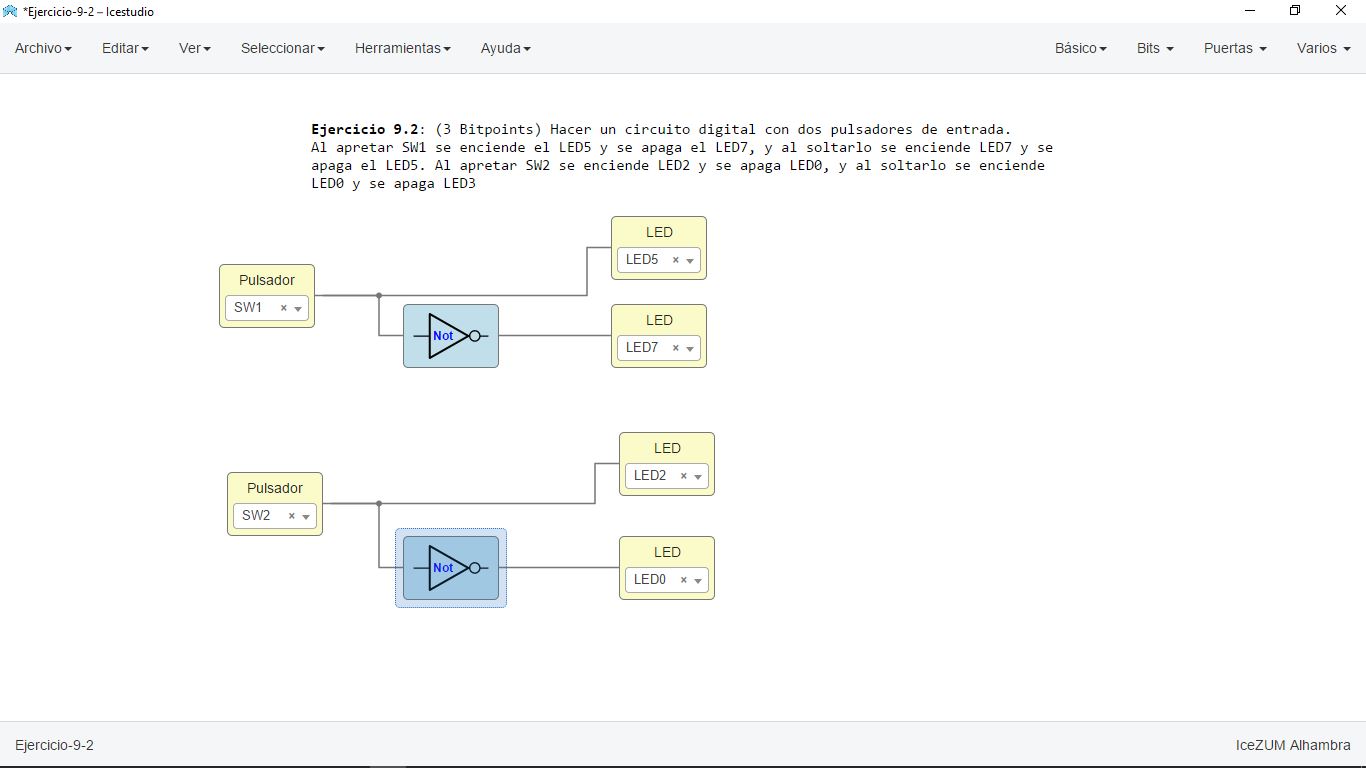 *Ejercicio-9-2 – Icestudio
Archivo Editar Ver Seleccionar Herramientas Ayuda Básico Bits Puertas Varios
Ejercicio 9.2: (3 Bitpoints) Hacer un circuito digital con dos pulsadores de entrada.
Al apretar SW1 se enciende el LED5 y se apaga el LED7, y al soltarlo se enciende LED7 y se
apaga el LED5. Al apretar SW2 se enciende LED2 y se apaga LED0, y al soltarlo se enciende
LED0 y se apaga LED3
LED
LED5 ×
Pulsador
SW1 ×
Not
LED
LED7 ×
LED
LED2 ×
Pulsador
SW2 ×
Not
LED
LED0 ×
Ejercicio-9-2 IceZUM Alhambra